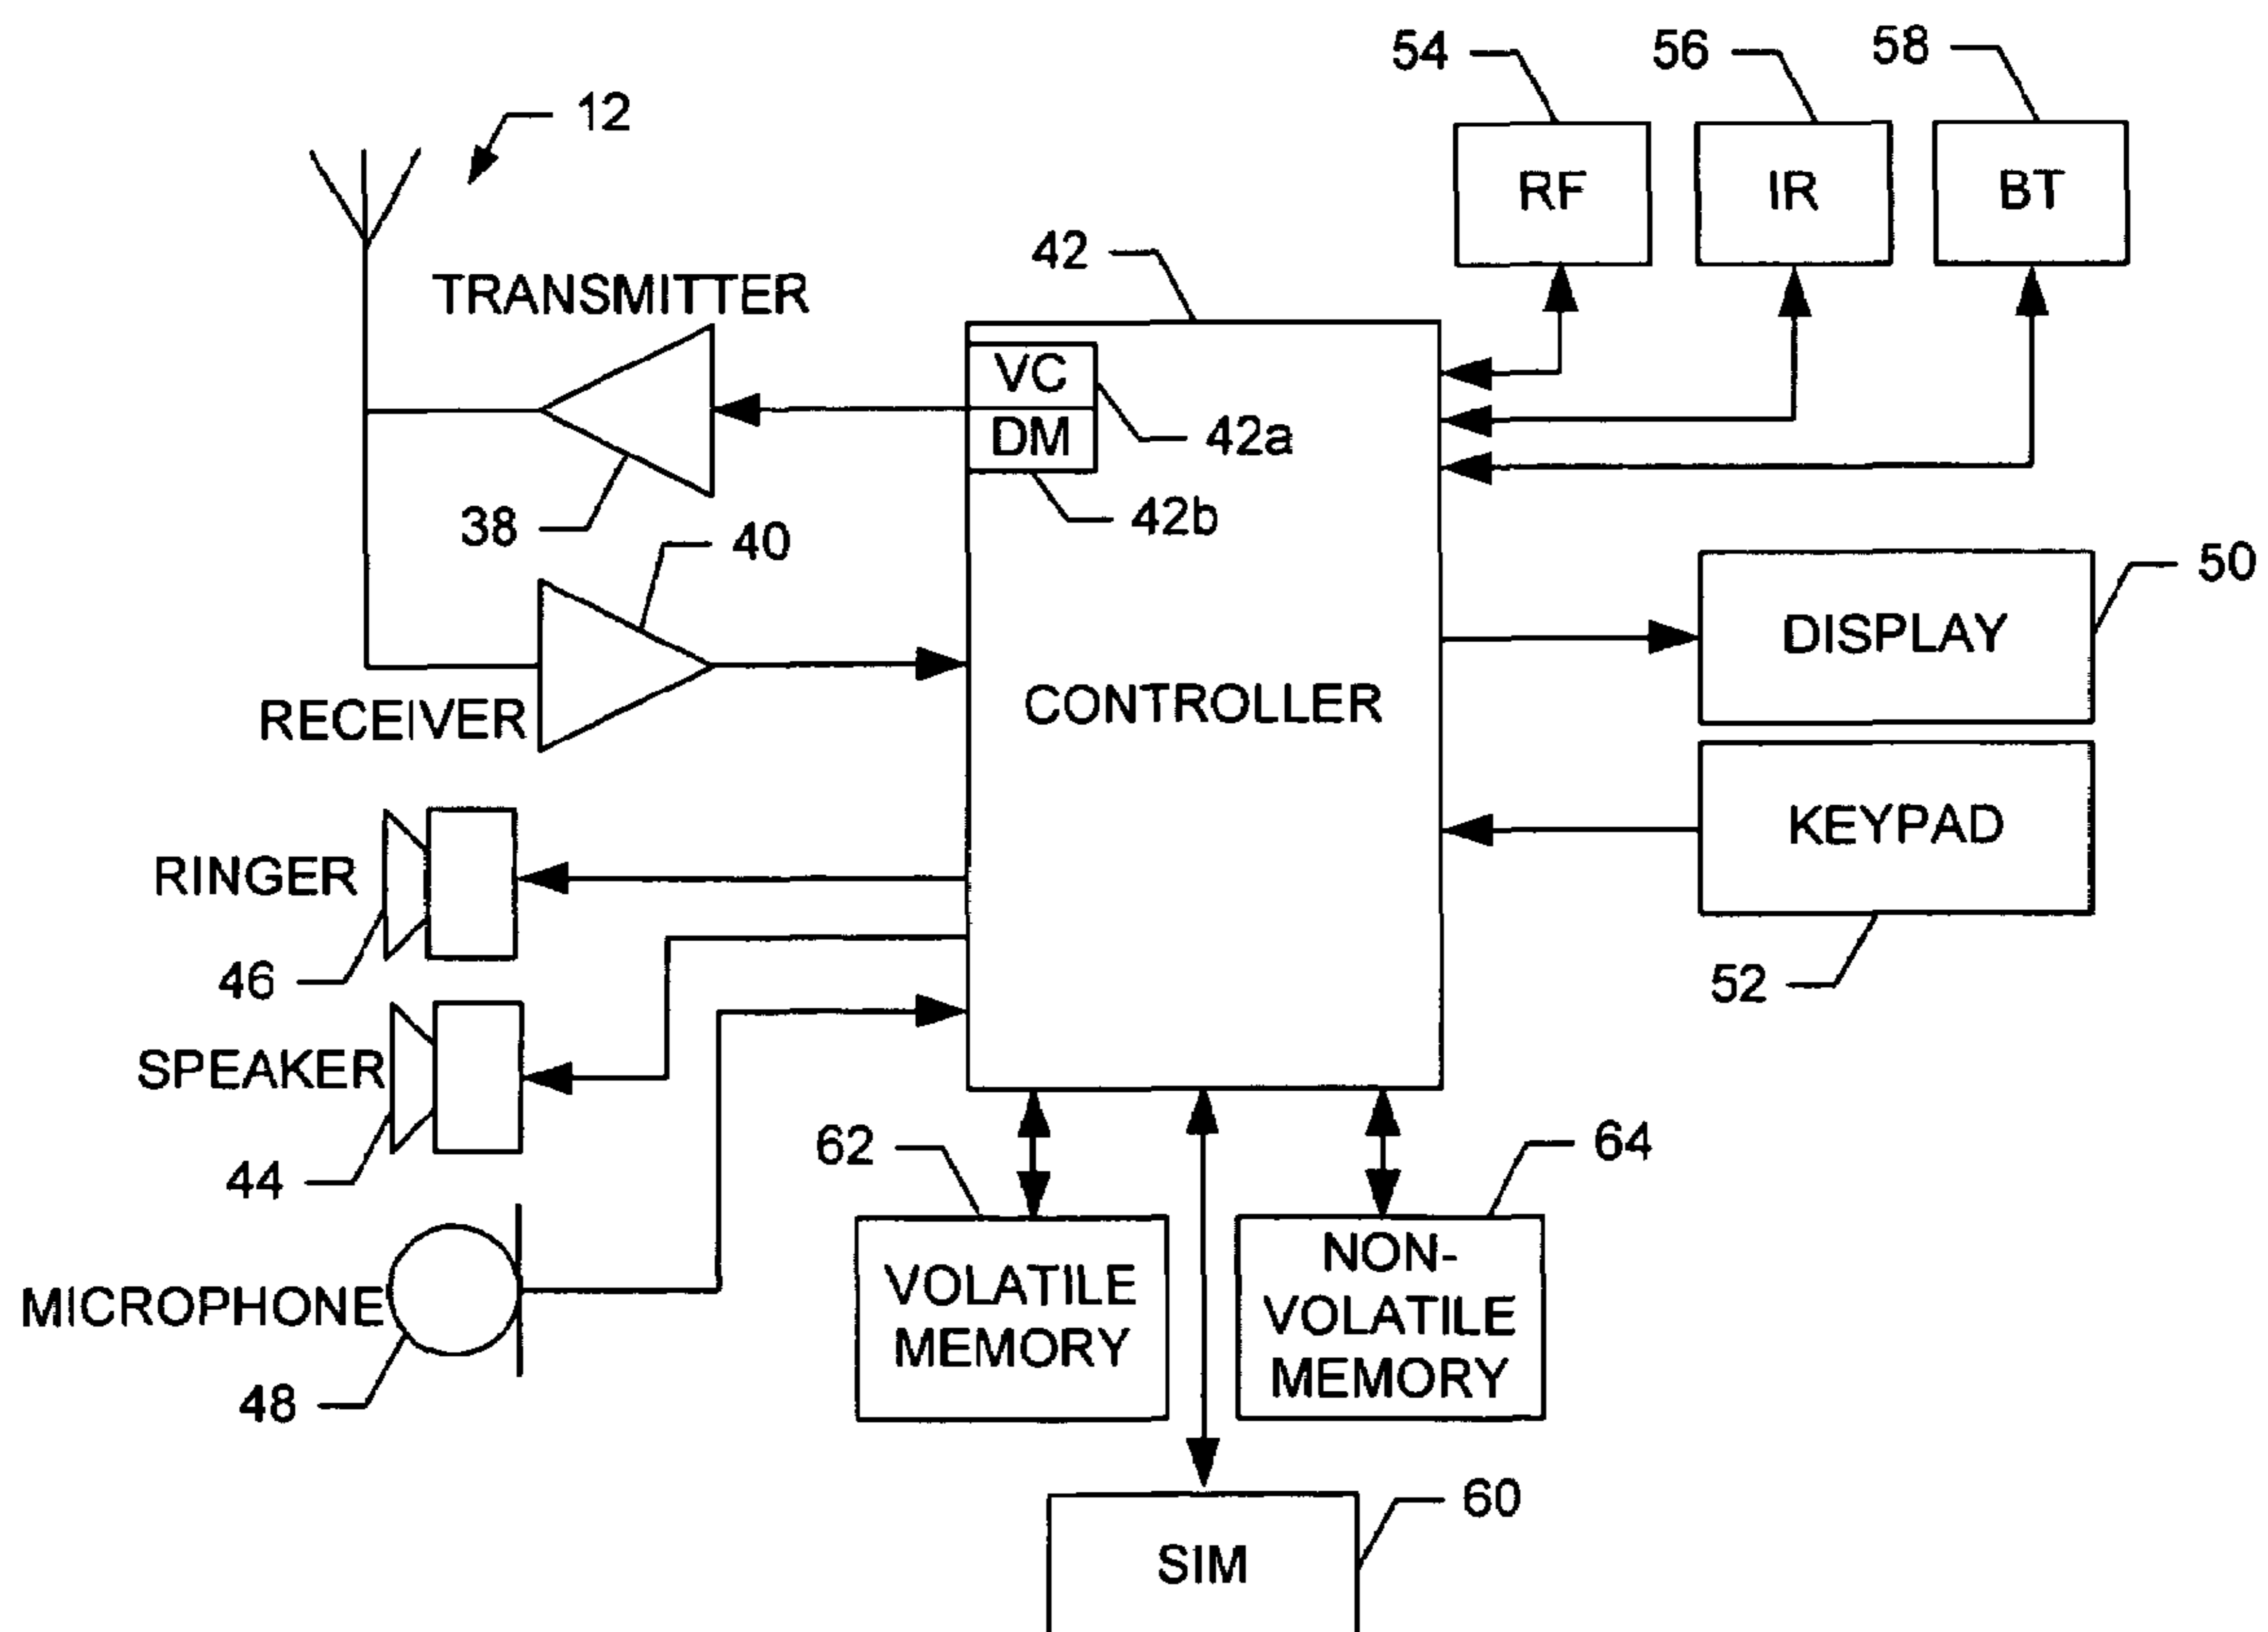 54
56
58
12
RF
IR
BT
42
TRANSMITTER
VC
DM
42a
38
42b
40
50
DISPLAY
CONTROLLER
RECEIVER
KEYPAD
RINGER
46
52
SPEAKER
44
62
64
MICROPHONE
VOLATILE
MEMORY
NON-
VOLATILE
MEMORY
48
60
SIM